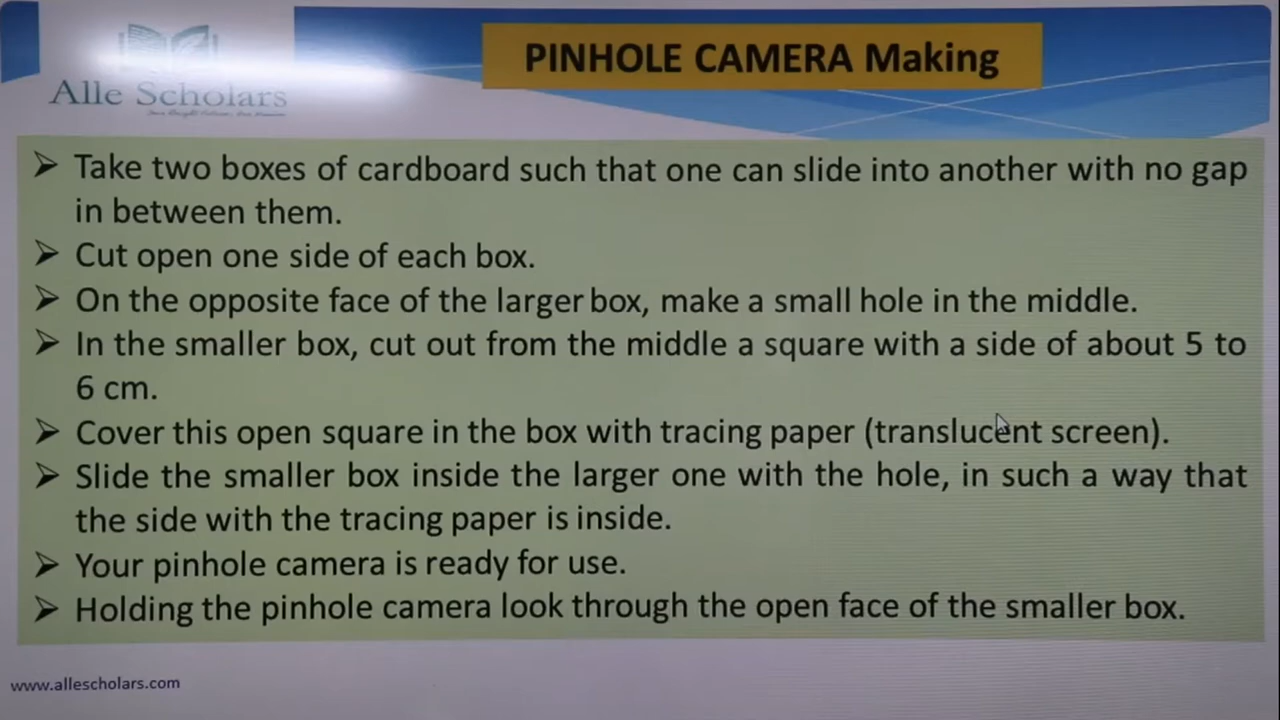 Alle Scholars
PINHOLE CAMERA Making
➤ Take two boxes of cardboard such that one can slide into another with no gap
in between them.
➤ Cut open one side of each box.
➤ On the opposite face of the larger box, make a small hole in the middle.
➤ In the smaller box, cut out from the middle a square with a side of about 5 to
6 cm.
➤ Cover this open square in the box with tracing paper (translucent screen).
➤ Slide the smaller box inside the larger one with the hole, in such a way that
the side with the tracing paper is inside.
➤ Your pinhole camera is ready for use.
➤ Holding the pinhole camera look through the open face of the smaller box.
www.allescholars.com